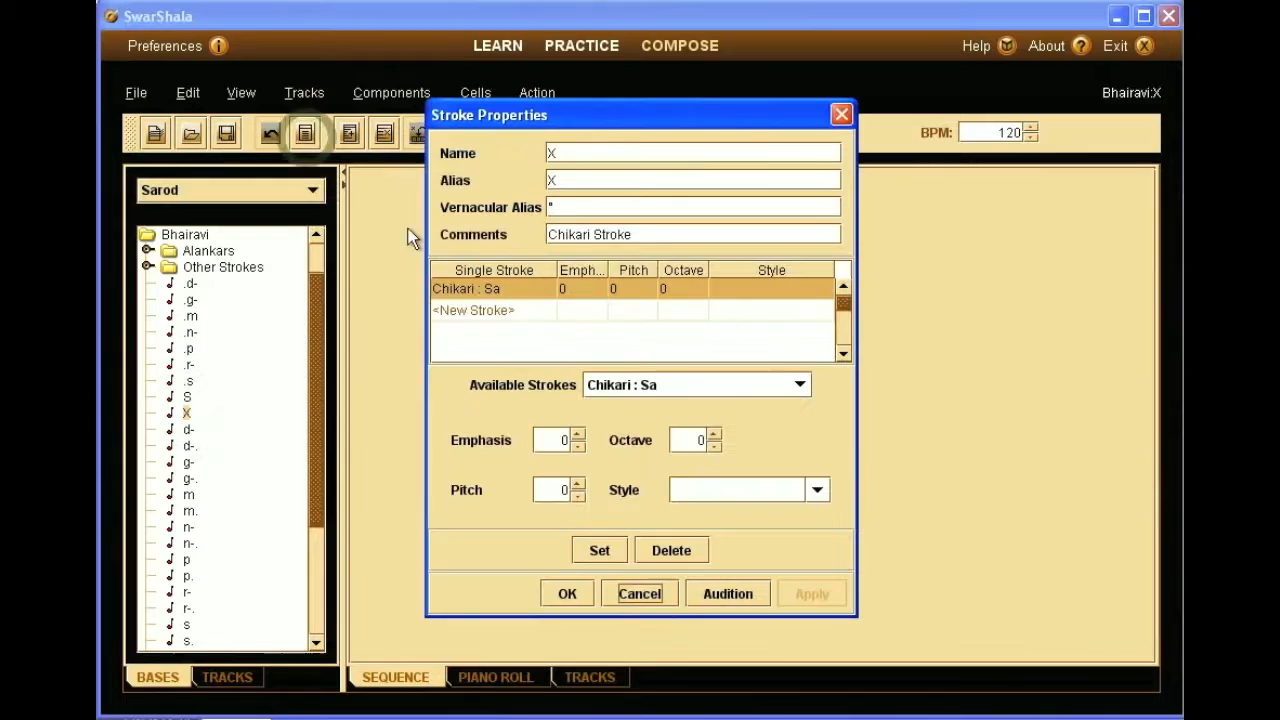 SwarShala
Preferences
LEARN PRACTICE COMPOSE
Help About Exit
File Edit View Tracks Components Cells Action
Bhairavi:X
BPM: 120
Sarod
Bhairavi
Alankars
Other Strokes
.d-
.g-
.m
.n-
.p
.r-
.s
S
X
d-
d-.
g-
g-.
m
m.
n-
n-.
p
p.
r-
r-.
s
s.
BASES TRACKS
Stroke Properties
Name X
Alias X
Vernacular Alias "
Comments Chikari Stroke
Single Stroke Emph... Pitch Octave Style
Chikari : Sa 0 0 0
<New Stroke>
Available Strokes Chikari : Sa
Emphasis 0 Octave 0
Pitch 0 Style
Set Delete
OK Cancel Audition Apply
SEQUENCE PIANO ROLL TRACKS